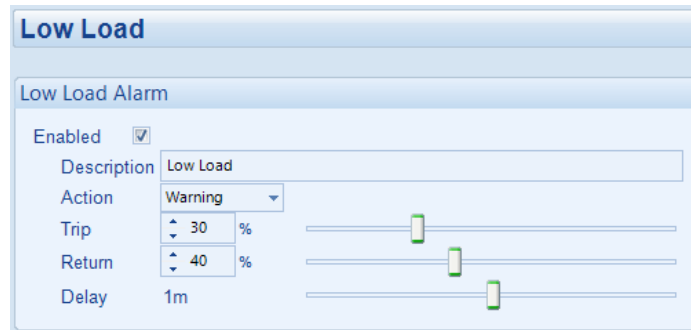 Low Load
Low Load Alarm
Enabled
Description Low Load
Action Warning
Trip 30 %
Return 40 %
Delay 1m